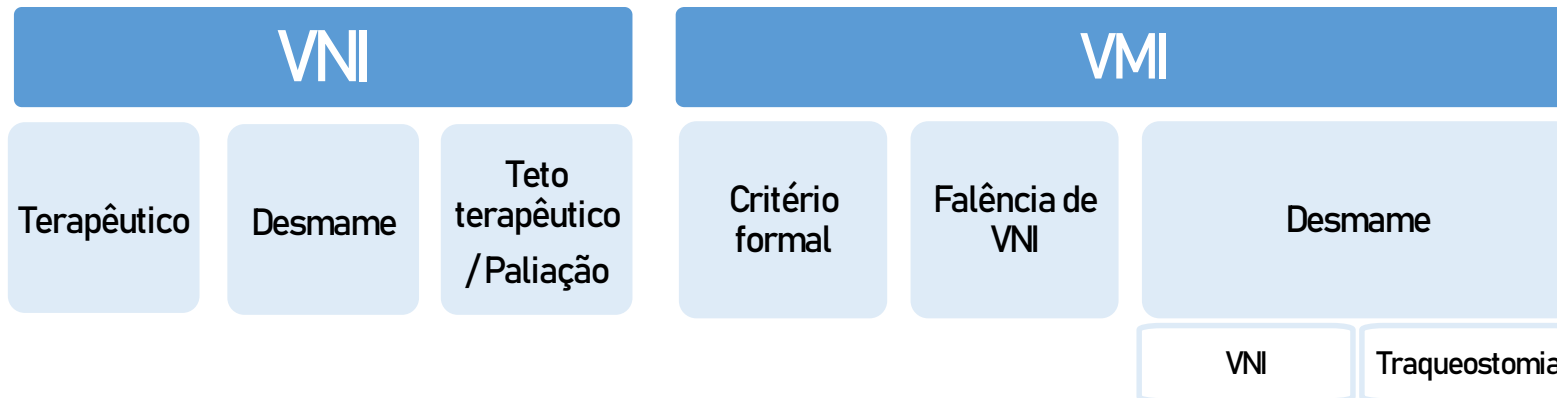 VNI
VMI
Terapêutico
Desmame
Teto
terapêutico
/Paliação
Critério
formal
Falência de
VNI
Desmame
VNI
Traqueostomia